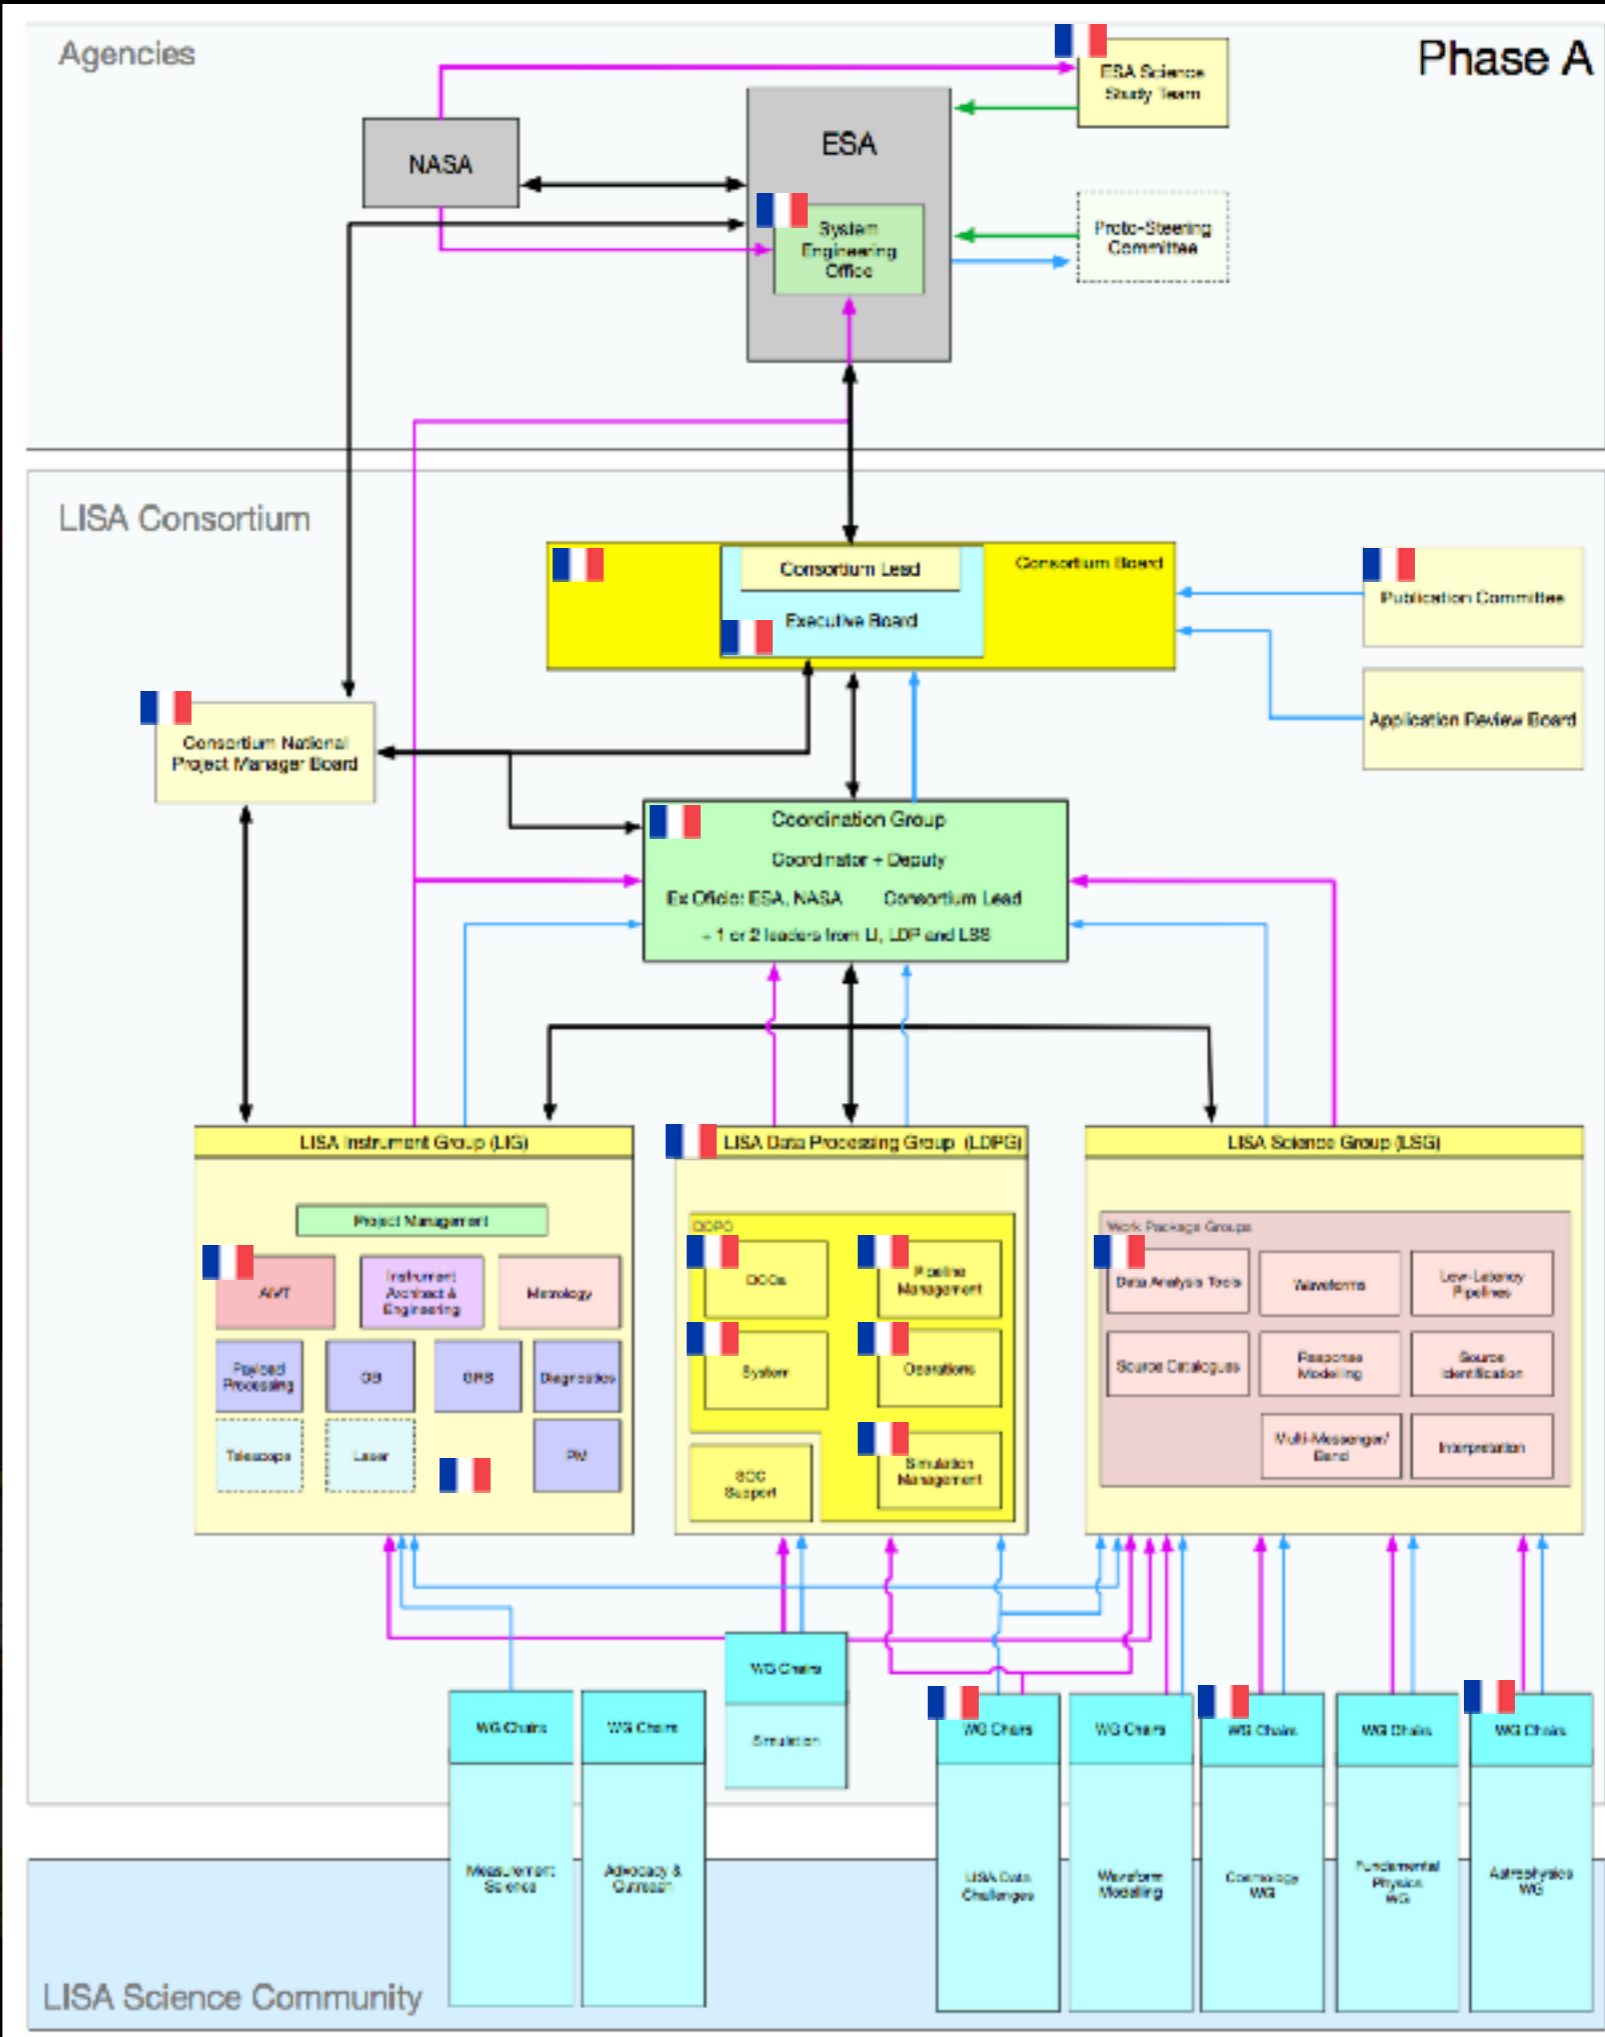 Agencies
Phase A
ESA Science
Study Team
NASA
ESA
System
Engineering
Office
Proto-Steering
Committee
LISA Consortium
Consortium Lead
Consortium Board
Executive Board
Publication Committee
Application Review Board
Consortium National
Project Manager Board
Coordination Group
Coordinator + Deputy
Ex Oficio: ESA, NASA Consortium Lead
+ 1 or 2 leaders from LI, LDP and LSS
LISA Instrument Group (LIG)
Project Management
AIVT
Instrument
Architect &
Engineering
Metrology
Payload
Processing
OB
GRS
Diagnostics
Telescope
Laser
PM
LISA Data Processing Group (LDPG)
DDPG
DCCs
Pipeline
Management
System
Operations
SOC
Support
Simulation
Management
LISA Science Group (LSG)
Work Package Groups
Data Analysis Tools
Waveforms
Low-Latency
Pipelines
Source Catalogues
Response
Modelling
Source
Identification
Multi-Messenger/
Band
Interpretation
WG Chairs
Measurement
Science
WG Chairs
Advocacy &
Outreach
WG Chairs
Simulation
WG Chairs
LISA Data
Challenges
WG Chairs
Waveform
Modelling
WG Chairs
Cosmology
WG
WG Chairs
Fundamental
Physics
WG
WG Chairs
Astrophysics
WG
LISA Science Community